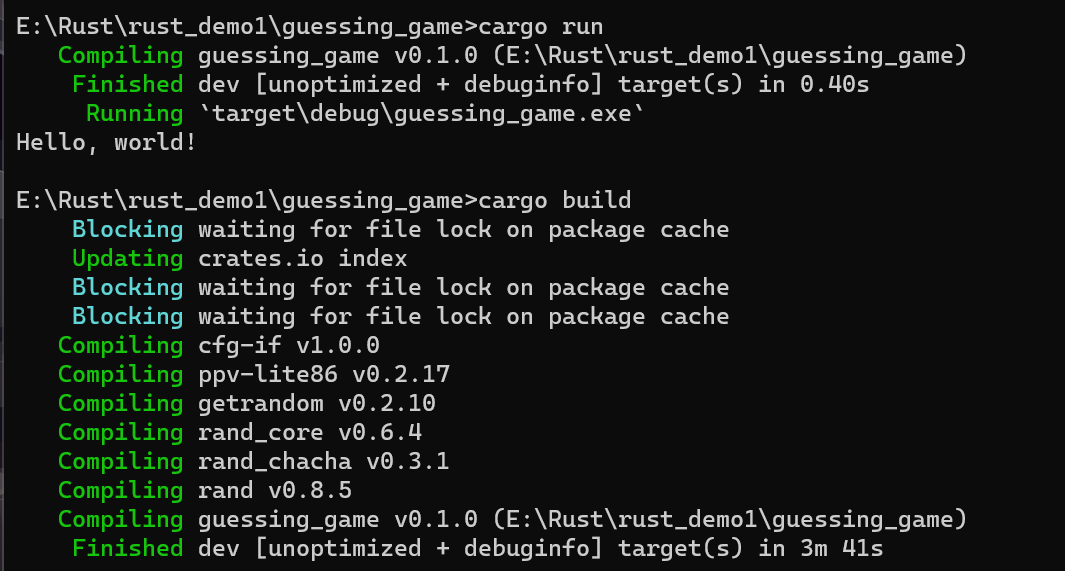 E:\Rust\rust_demo1\guessing_game>cargo run
   Compiling guessing_game v0.1.0 (E:\Rust\rust_demo1\guessing_game)
    Finished dev [unoptimized + debuginfo] target(s) in 0.40s
     Running `target\debug\guessing_game.exe`
Hello, world!

E:\Rust\rust_demo1\guessing_game>cargo build
    Blocking waiting for file lock on package cache
    Updating crates.io index
    Blocking waiting for file lock on package cache
    Blocking waiting for file lock on package cache
   Compiling cfg-if v1.0.0
   Compiling ppv-lite86 v0.2.17
   Compiling getrandom v0.2.10
   Compiling rand_core v0.6.4
   Compiling rand_chacha v0.3.1
   Compiling rand v0.8.5
   Compiling guessing_game v0.1.0 (E:\Rust\rust_demo1\guessing_game)
    Finished dev [unoptimized + debuginfo] target(s) in 3m 41s